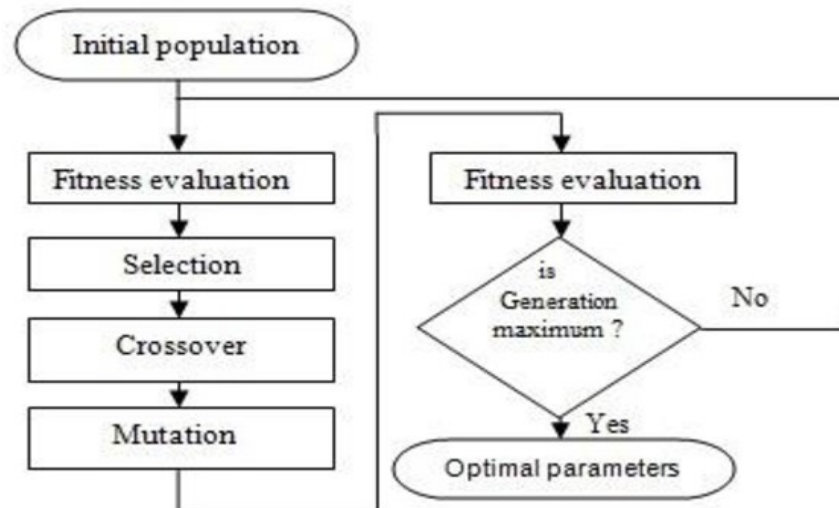 Initial population
Fitness evaluation
Selection
Crossover
Mutation
Fitness evaluation
is
Generation
maximum ?
No
Yes
Optimal parameters